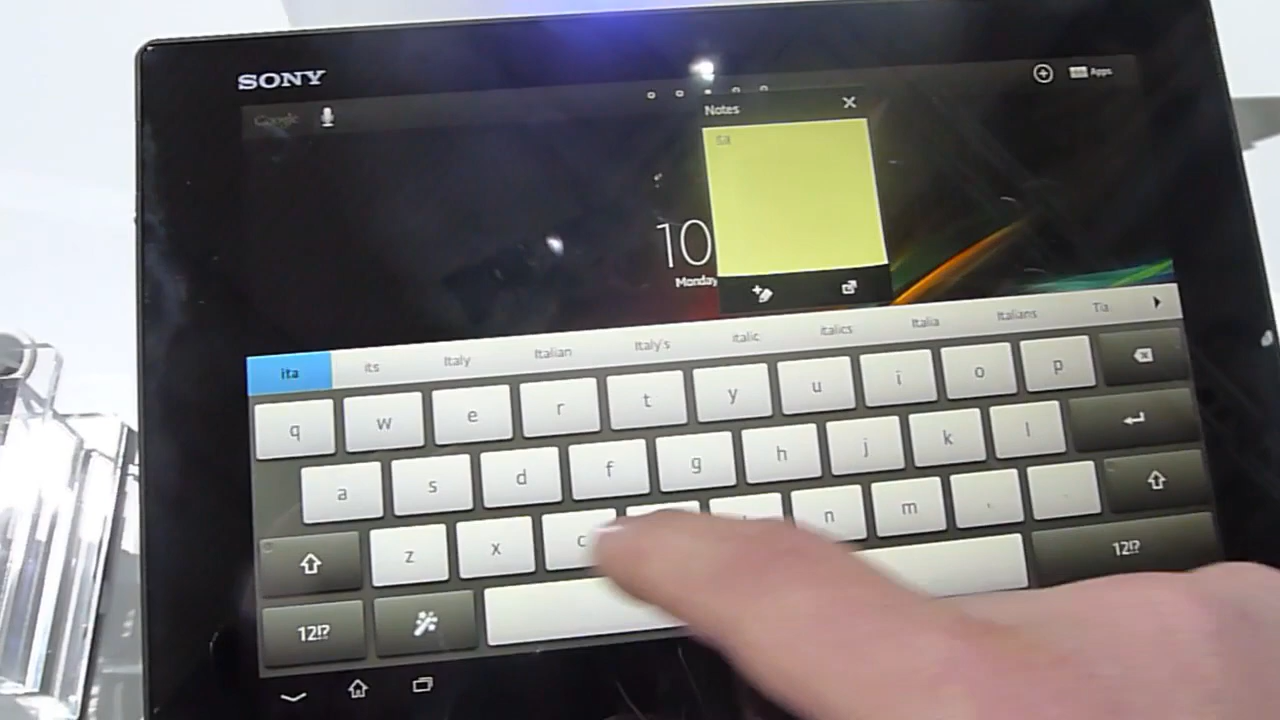 SONY
Google
Apps
Notes
10
Monday
ita its Italy Italian Italy's italic italics Italia Italians Tia
q w e r t y u i o p
a s d f g h j k l
z x c n m
12!?
12!?